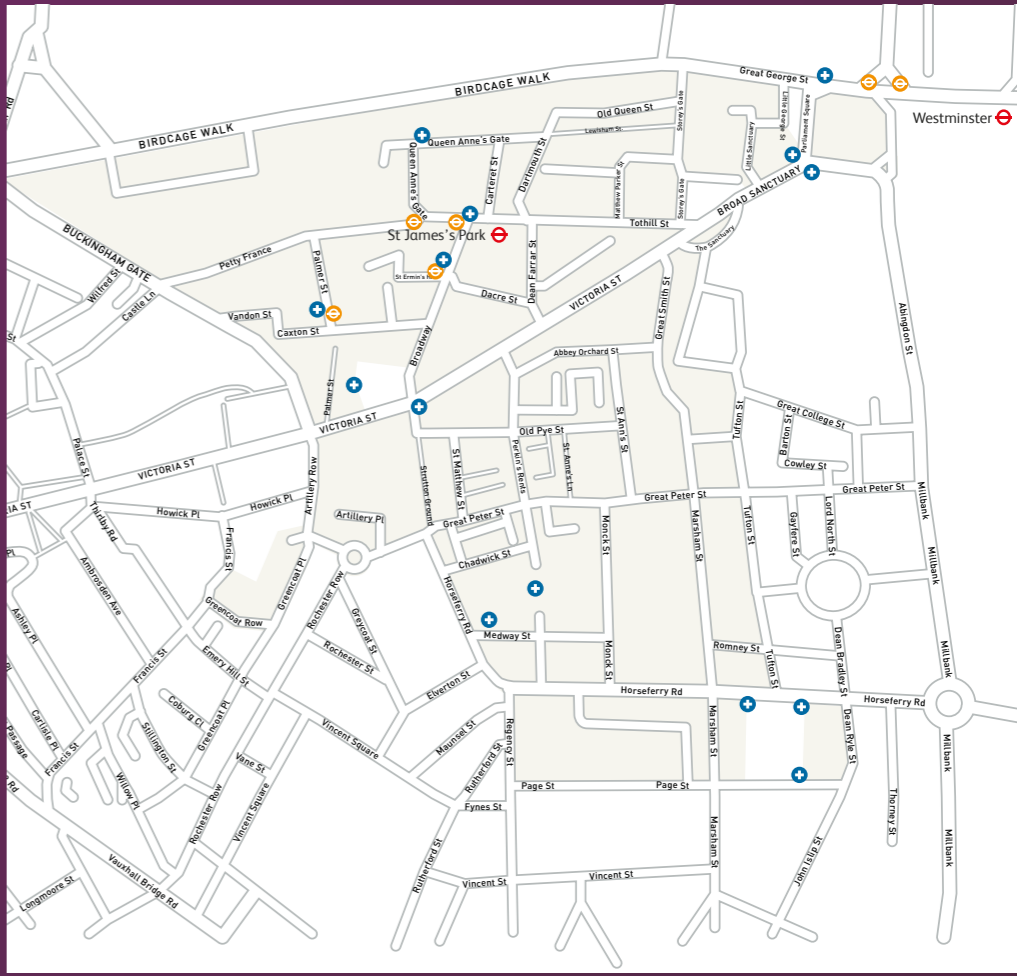 BIRDCAGE WALK
Great George St
Westminster
Old Queen St
Lewisham St
Storey's Gate
Little George St
Parliament Square
Little Sanctuary
BIRDCAGE WALK
Queen Anne's Gate
Queen Anne's Gate
Carteret St
Dartmouth St
Matthew Parker St
Storey's Gate
BROAD SANCTUARY
Tothill St
The Sanctuary
St James's Park
BUCKINGHAM GATE
Petty France
Palmer St
Wilfred St
Castle Ln
Dacre St
Dean Farrar St
VICTORIA ST
Great Smith St
Abingdon St
Vandon St
Caxton St
Broadway
Abbey Orchard St
Palmer St
VICTORIA ST
VICTORIA ST
Palace St
Old Pye St
St Ann's St
Perkin's Rents
St. Anne's Ln
St Matthew St
Strutton Ground
Tufton St
Great College St
Barton St
Cowley St
Great Peter St
Great Peter St
Great Peter St
Millbank
Artillery Row
Howick Pl
Howick Pl
Artillery Pl
Thirlby Rd
Francis St
Chadwick St
Monck St
Marsham St
Tufton St
Gayfere St
Lord North St
Millbank
Ambrosden Ave
Ashley Pl
Greencoat Pl
Rochester Row
Greencoat Row
Greycoat St
Horseferry Rd
Medway St
Monck St
Romney St
Tufton St
Dean Bradley St
Millbank
Francis St
Emery Hill St
Rochester St
Elverton St
Horseferry Rd
Horseferry Rd
Coburg Cl
Stillington St
Greencoat Pl
Vincent Square
Maunsel St
Rutherford St
Regency St
Marsham St
Dean Ryle St
Millbank
Carlisle Pl
Passage
Francis St
Willow Pl
Vane St
Rochester Row
Vincent Square
Page St
Page St
Fynes St
Thorney St
Marsham St
John Islip St
Millbank
Vauxhall Bridge Rd
Longmoore St
Rutherford St
Vincent St
Vincent St